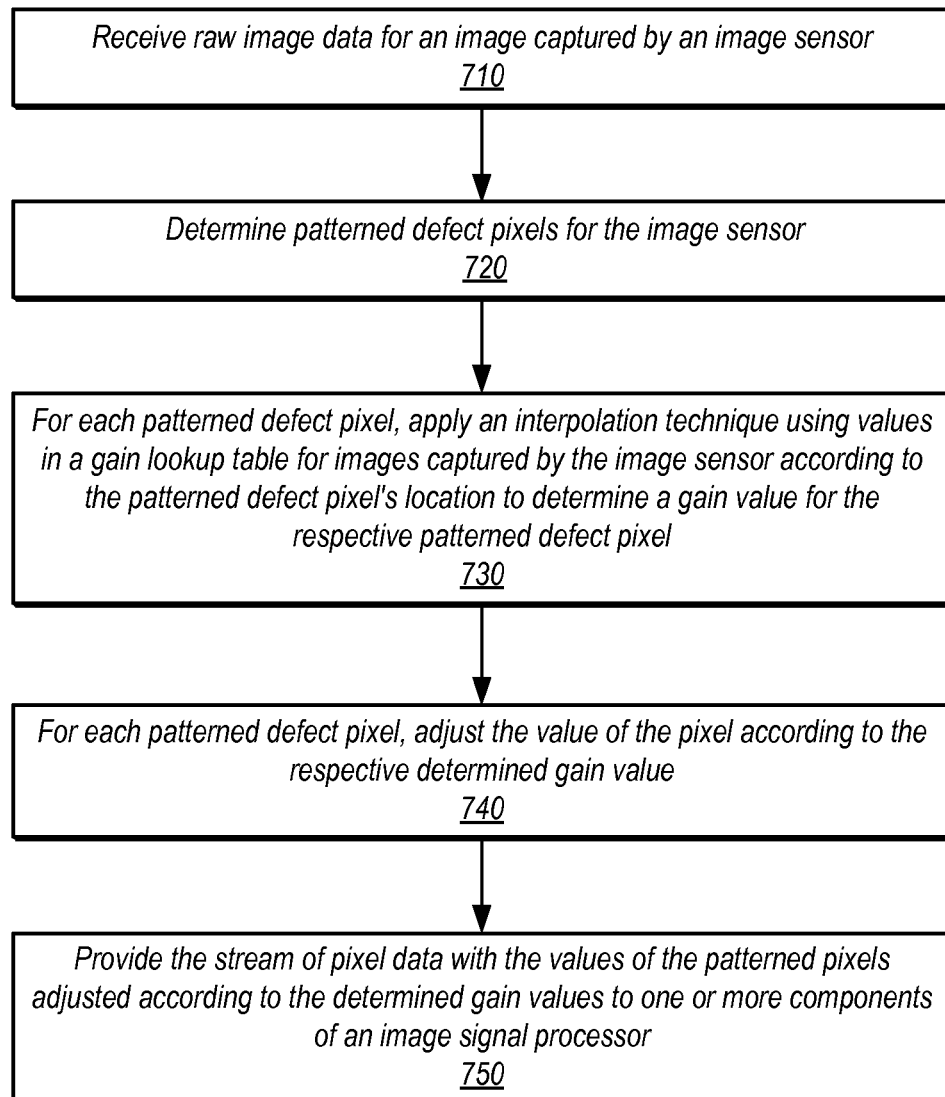 Receive raw image data for an image captured by an image sensor
710
Determine patterned defect pixels for the image sensor
720
For each patterned defect pixel, apply an interpolation technique using values
in a gain lookup table for images captured by the image sensor according to
the patterned defect pixel's location to determine a gain value for the
respective patterned defect pixel
730
For each patterned defect pixel, adjust the value of the pixel according to the
respective determined gain value
740
Provide the stream of pixel data with the values of the patterned pixels
adjusted according to the determined gain values to one or more components
of an image signal processor
750